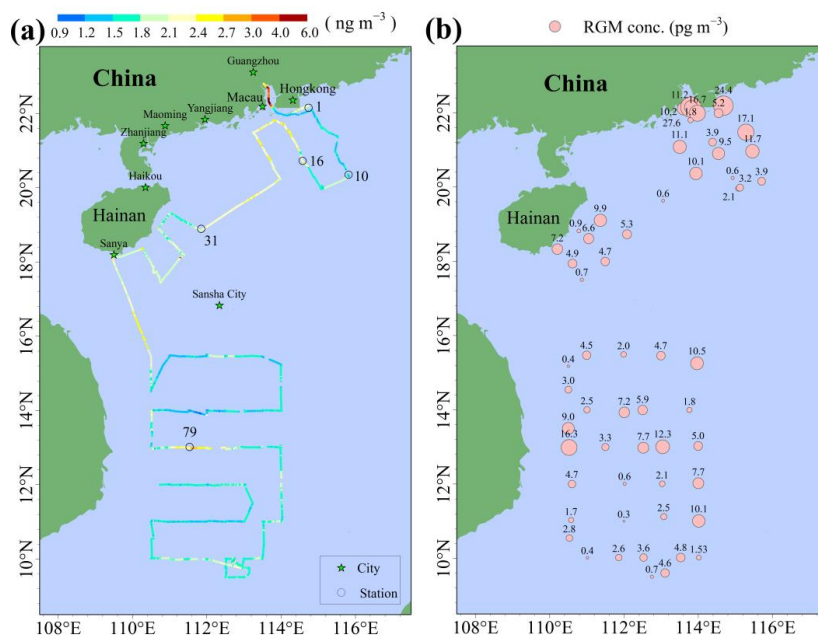 (a)
0.9 1.2 1.5 1.8 2.1 2.4 2.7 3.0 4.0 6.0
( ng m⁻³ )
China
Guangzhou
Hongkong
Macau
Yangjiang
Maoming
Zhanjiang
Haikou
Hainan
Sanya
Sansha City
1
16
10
31
79
City
Station
22°N
20°N
18°N
16°N
14°N
12°N
10°N
108°E 110°E 112°E 114°E 116°E
(b)
RGM conc. (pg m⁻³)
China
Hainan
11.2
16.7
24.4
10.2
1.8
5.2
27.6
17.1
11.1
3.9
9.5
11.7
10.1
0.6
3.2
3.9
2.1
0.6
9.9
0.9
6.6
5.3
7.2
4.9
4.7
0.7
4.5
2.0
4.7
10.5
0.4
3.0
2.5
7.2
5.9
1.8
9.0
16.3
3.3
7.7
12.3
5.0
4.7
0.6
2.1
7.7
1.7
0.3
2.5
10.1
2.8
0.4
2.6
3.6
4.8
1.53
0.7
4.6
22°N
20°N
18°N
16°N
14°N
12°N
10°N
108°E 110°E 112°E 114°E 116°E